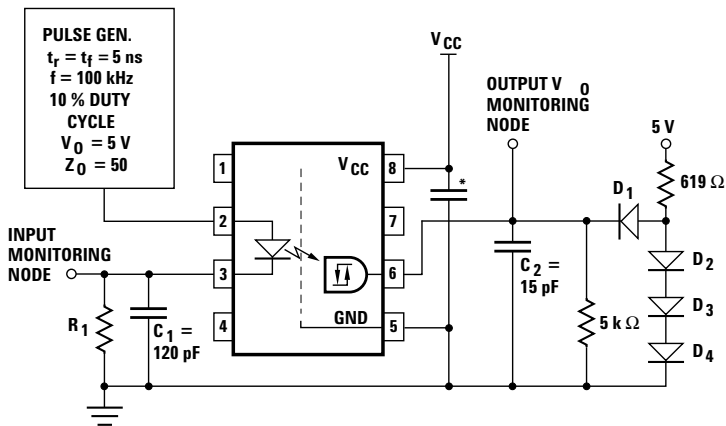 PULSE GEN.
tr = tf = 5 ns
f = 100 kHz
10 % DUTY
CYCLE
VO = 5 V
ZO = 50
VCC
OUTPUT V O
MONITORING
NODE
5 V
619 Ω
D1
1
VCC
8
*
2
7
INPUT
MONITORING
NODE
3
6
C2 =
15 pF
D2
D3
D4
R1
C1 =
120 pF
4
GND
5
5 k Ω